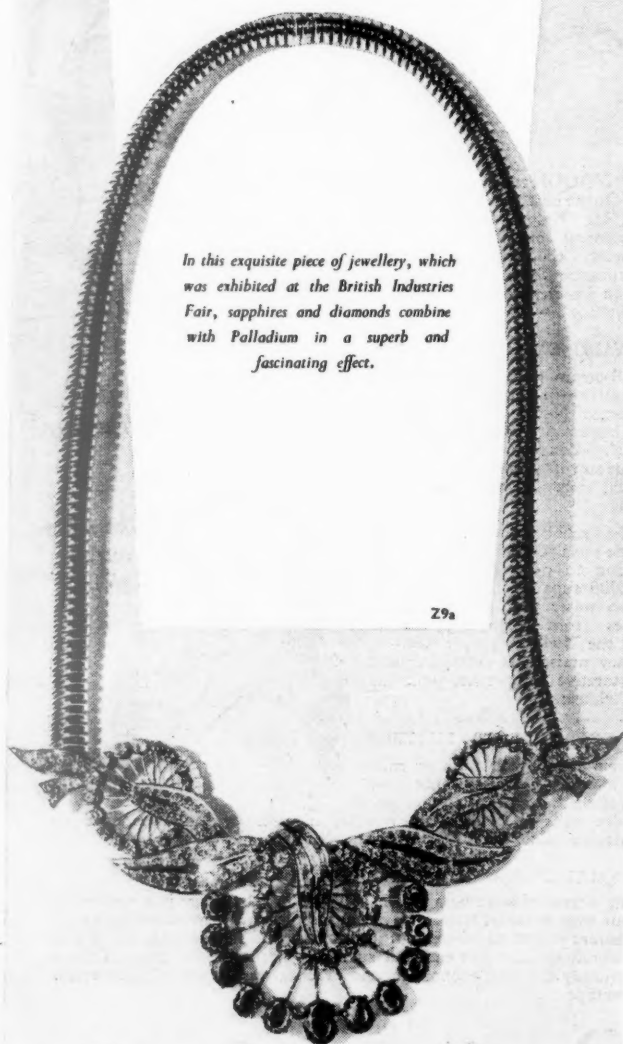 In this exquisite piece of jewellery, which
was exhibited at the British Industries
Fair, sapphires and diamonds combine
with Palladium in a superb and
fascinating effect.
Z9a